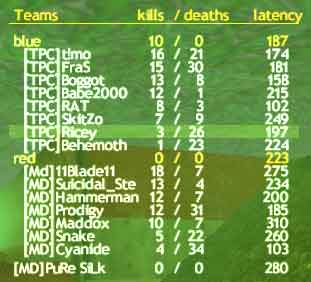 Teams kills / deaths latency
blue 10 / 0 187
[TPC]t!mo 16 / 21 174
[TPC]FraS 15 / 30 181
[TPC]Boggot 13 / 8 158
[TPC]Babe2000 12 / 1 215
[TPC]RAT 8 / 3 102
[TPC]SkitZo 7 / 9 249
[TPC]Ricey 3 / 26 197
[TPC]Behemoth 1 / 23 224
red 0 / 0 223
[Md]11Blade11 18 / 7 275
[MD]Suicidal_Ste 13 / 4 234
[MD]Hammerman 12 / 7 200
[MD]Prodigy 12 / 31 185
[MD]Maddox 10 / 7 310
[MD]Snake 5 / 22 260
[MD]Cyanide 4 / 34 103
[MD]PuRe SiLk 0 / 0 280